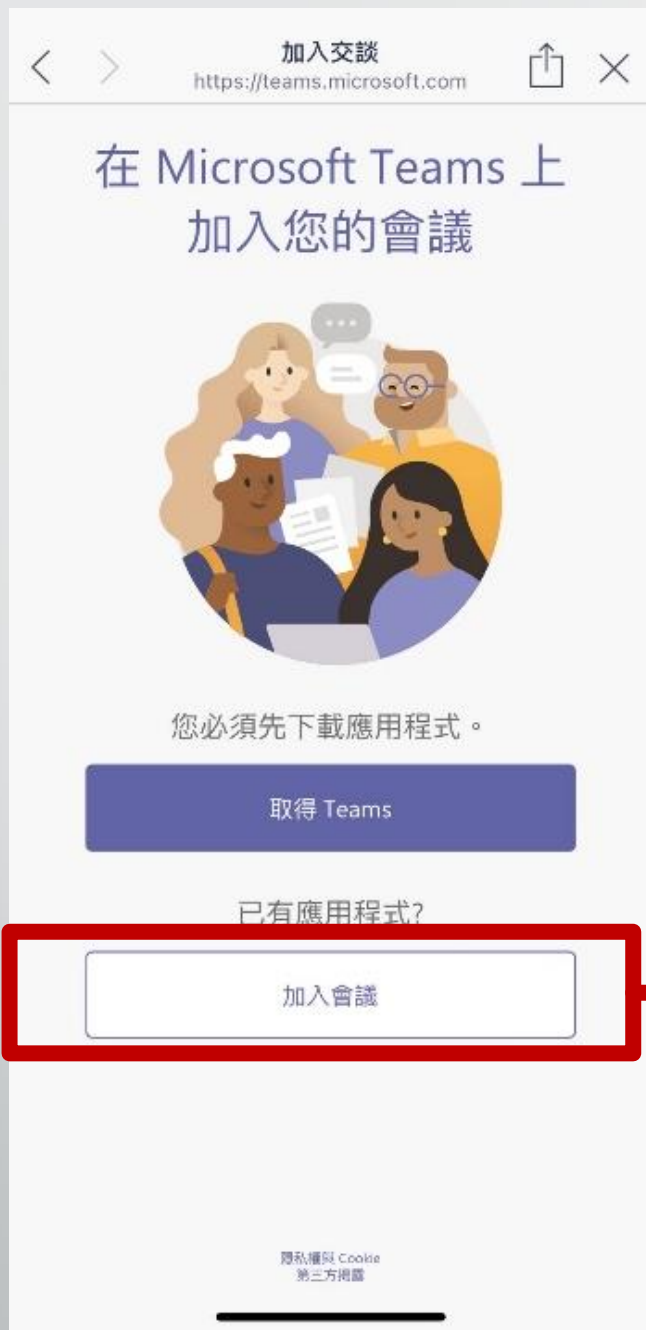 加入交談
https://teams.microsoft.com
在 Microsoft Teams 上
加入您的會議
您必須先下載應用程式。
取得 Teams
已有應用程式?
加入會議
隱私權與 Cookie
第三方揭露